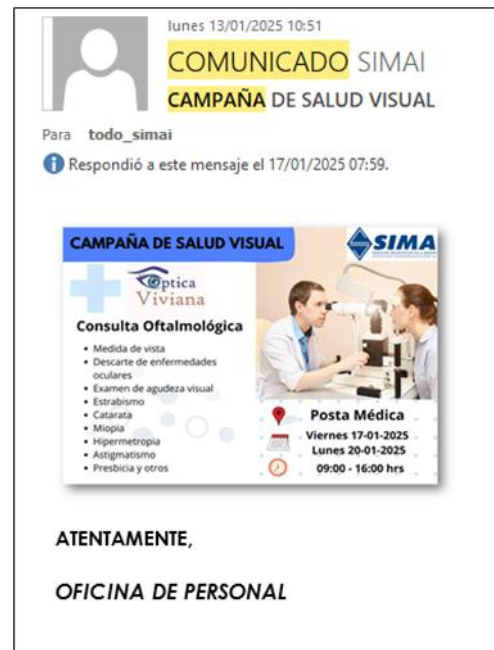 lunes 13/01/2025 10:51
COMUNICADO SIMAI
CAMPAÑA DE SALUD VISUAL
Para todo_simai
Respondió a este mensaje el 17/01/2025 07:59.
CAMPAÑA DE SALUD VISUAL
SIMA
Optica
Viviana
Consulta Oftalmológica
• Medida de vista
• Descarte de enfermedades
oculares
• Examen de agudeza visual
• Estrabismo
• Catarata
• Miopia
• Hipermetropia
• Astigmatismo
• Presbicia y otros
Posta Médica
Viernes 17-01-2025
Lunes 20-01-2025
09:00 - 16:00 hrs
ATENTAMENTE,
OFICINA DE PERSONAL